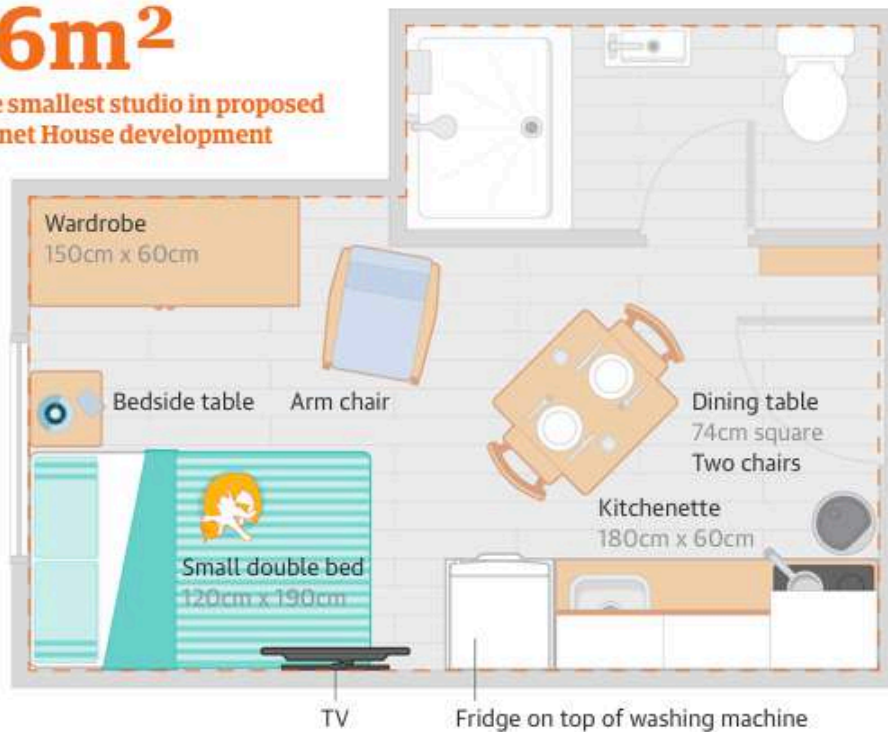 6m²
smallest studio in proposed
net House development
Wardrobe
150cm x 60cm
Bedside table
Arm chair
Dining table
74cm square
Two chairs
Kitchenette
180cm x 60cm
Small double bed
120cm x 190cm
TV
Fridge on top of washing machine